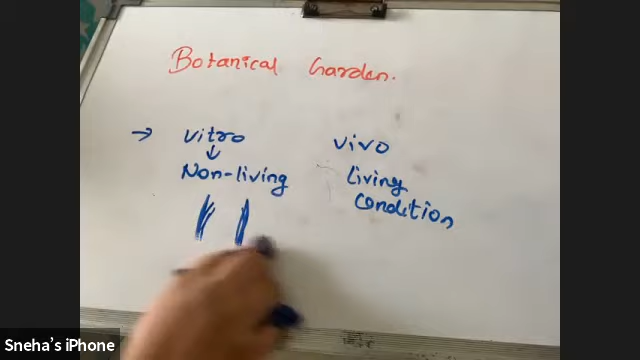 Botanical Garden.
→ Vitro Vivo
↓
Non-living Living
Condition
Sneha's iPhone